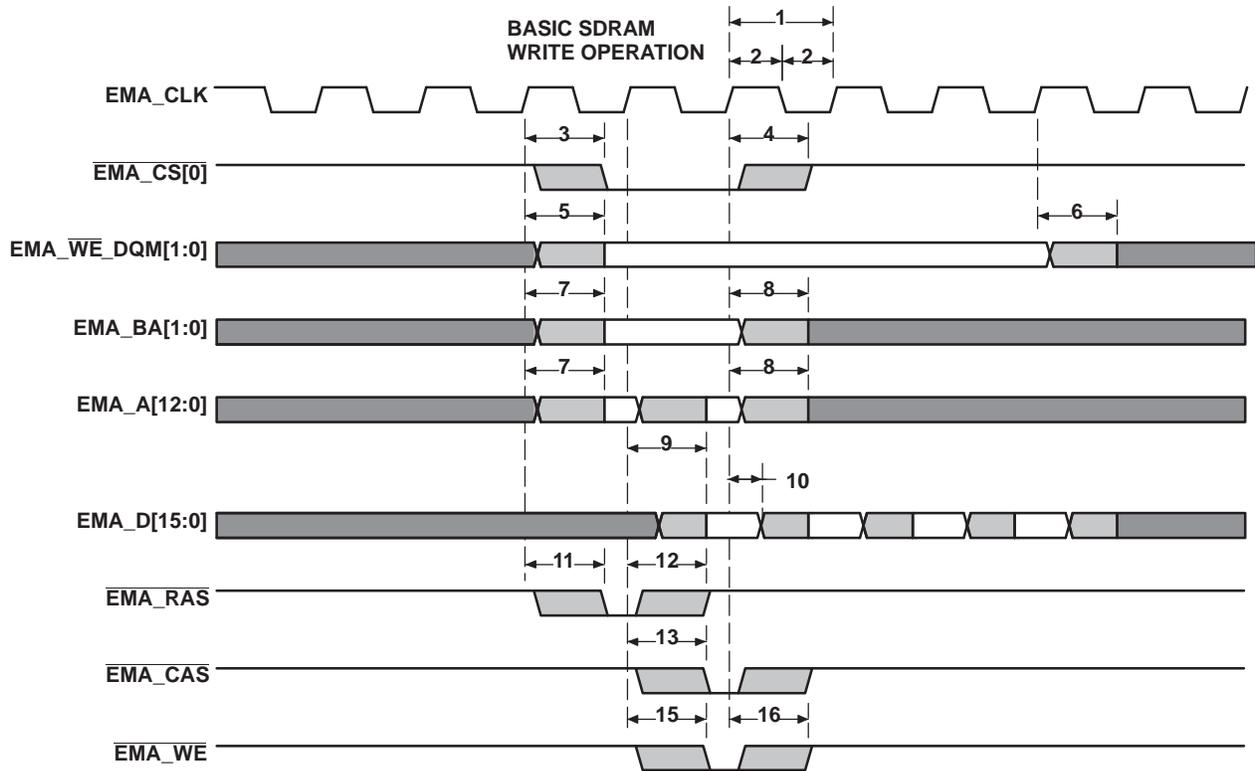 BASIC SDRAM
WRITE OPERATION
1
2 2
EMA_CLK
3 4
EMA_CS[0]
5 6
EMA_WE_DQM[1:0]
7 8
EMA_BA[1:0]
7 8
EMA_A[12:0]
9
10
EMA_D[15:0]
11 12
EMA_RAS
13
EMA_CAS
15 16
EMA_WE